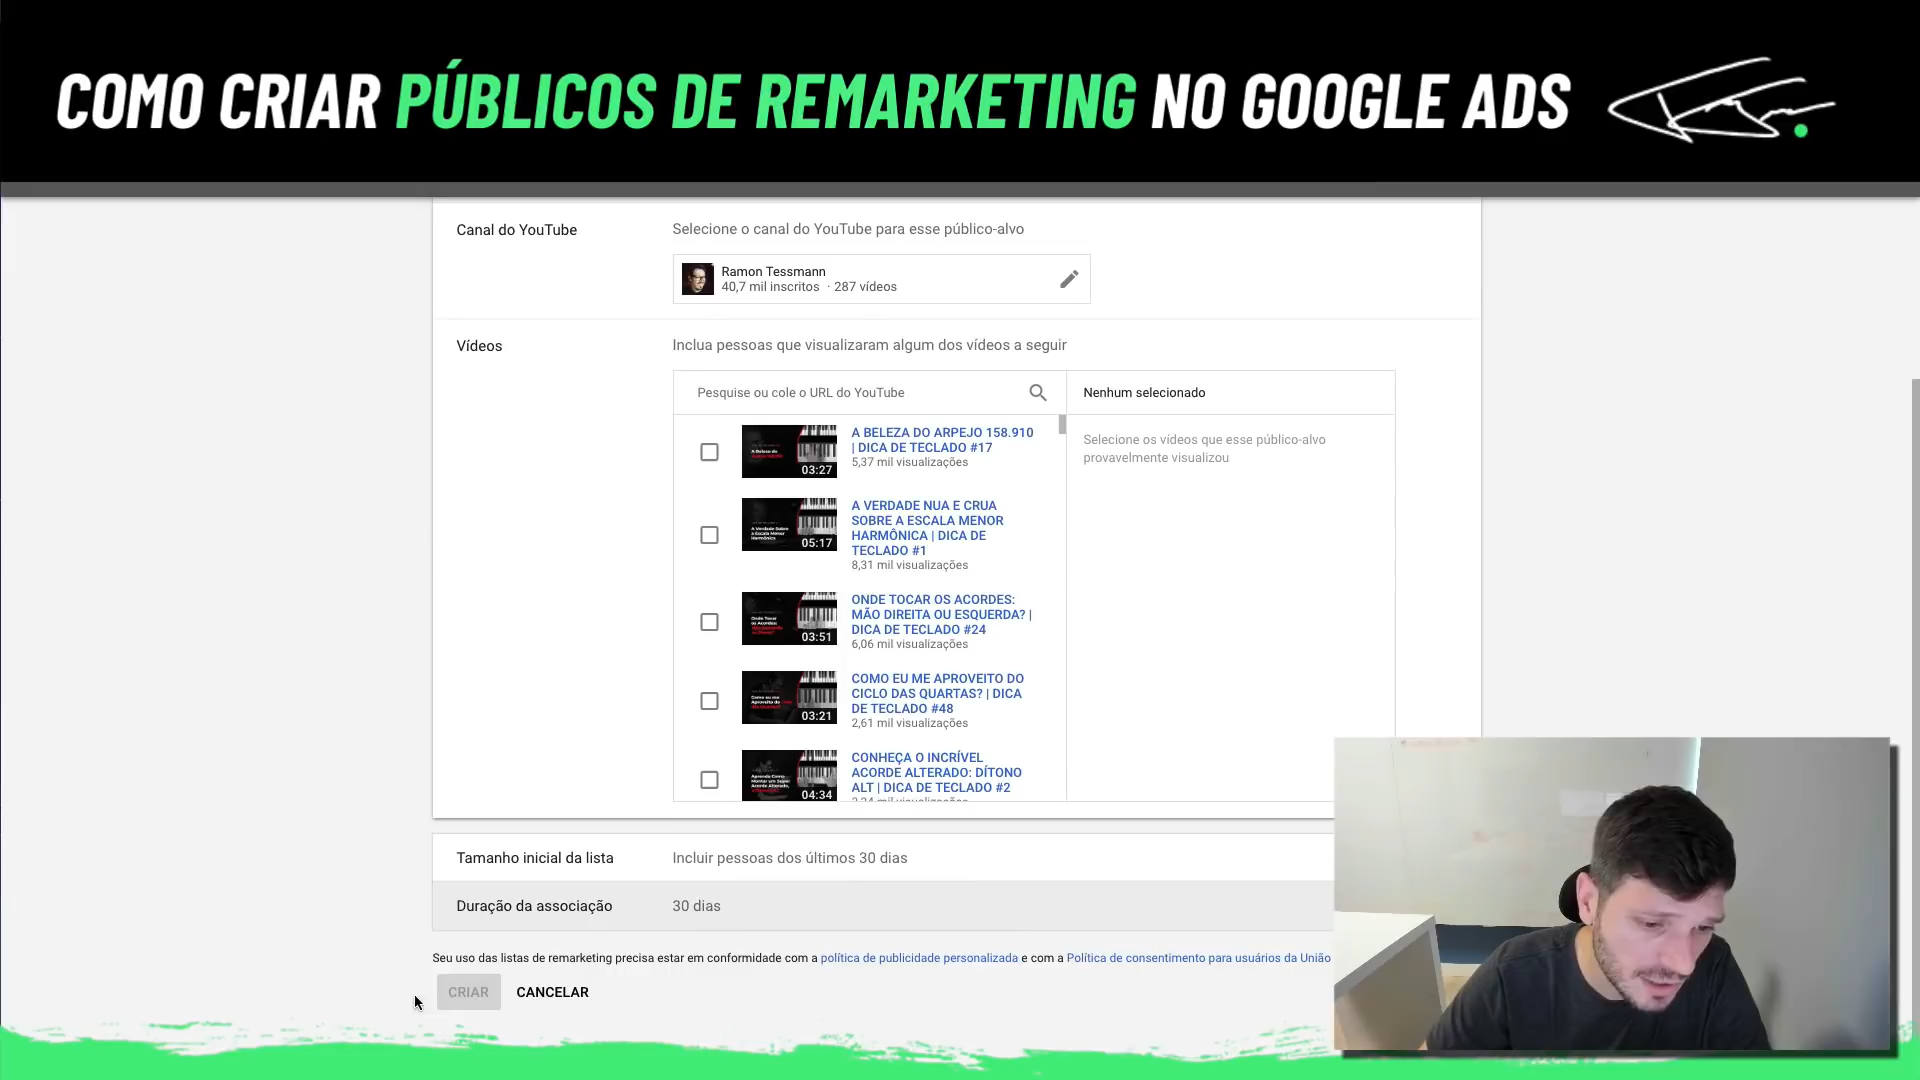 COMO CRIAR PÚBLICOS DE REMARKETING NO GOOGLE ADS
Canal do YouTube
Selecione o canal do YouTube para esse público-alvo
Ramon Tessmann
40,7 mil inscritos · 287 vídeos
Vídeos
Inclua pessoas que visualizaram algum dos vídeos a seguir
Pesquise ou cole o URL do YouTube
Nenhum selecionado
Selecione os vídeos que esse público-alvo
provavelmente visualizou
03:27
A BELEZA DO ARPEJO 158.910
| DICA DE TECLADO #17
5,37 mil visualizações
05:17
A VERDADE NUA E CRUA
SOBRE A ESCALA MENOR
HARMÔNICA | DICA DE
TECLADO #1
8,31 mil visualizações
03:51
ONDE TOCAR OS ACORDES:
MÃO DIREITA OU ESQUERDA? |
DICA DE TECLADO #24
6,06 mil visualizações
03:21
COMO EU ME APROVEITO DO
CICLO DAS QUARTAS? | DICA
DE TECLADO #48
2,61 mil visualizações
04:34
CONHEÇA O INCRÍVEL
ACORDE ALTERADO: DÍTONO
ALT | DICA DE TECLADO #2
Tamanho inicial da lista
Incluir pessoas dos últimos 30 dias
Duração da associação
30 dias
Seu uso das listas de remarketing precisa estar em conformidade com a política de publicidade personalizada e com a Política de consentimento para usuários da União
CRIAR
CANCELAR